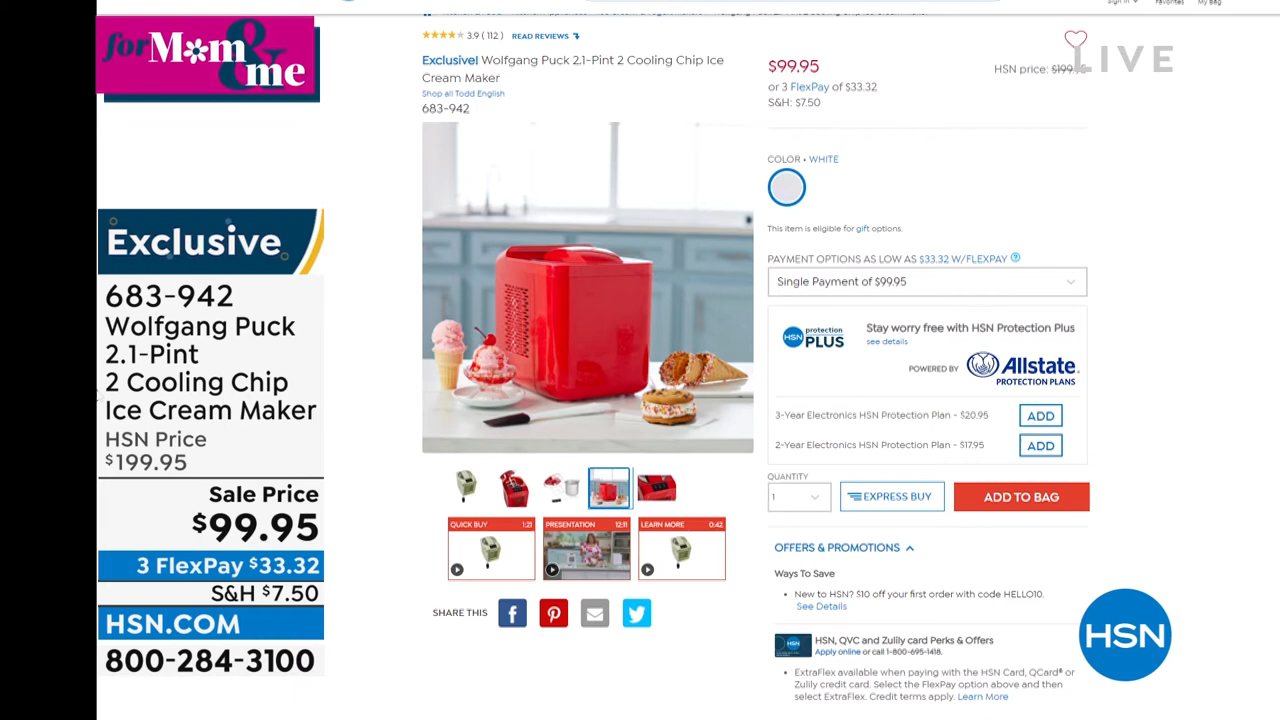 for Mom
& me
Exclusive
683-942
Wolfgang Puck
2.1-Pint
2 Cooling Chip
Ice Cream Maker
HSN Price
$199.95
Sale Price
$99.95
3 FlexPay $33.32
S&H $7.50
HSN.COM
800-284-3100
Sign In
Favorites
My Bag
3.9 (112) READ REVIEWS
Exclusive! Wolfgang Puck 2.1-Pint 2 Cooling Chip Ice
Cream Maker
Shop all Todd English
683-942
QUICK BUY 1:21
PRESENTATION 12:11
LEARN MORE 0:42
SHARE THIS
$99.95
HSN price:
LIVE
or 3 FlexPay of $33.32
S&H: $7.50
COLOR • WHITE
This item is eligible for gift options.
PAYMENT OPTIONS AS LOW AS $33.32 W/FLEXPAY
Single Payment of $99.95
HSN protection PLUS
Stay worry free with HSN Protection Plus
see details
POWERED BY Allstate
PROTECTION PLANS
3-Year Electronics HSN Protection Plan - $20.95 ADD
2-Year Electronics HSN Protection Plan - $17.95 ADD
QUANTITY
1
EXPRESS BUY
ADD TO BAG
OFFERS & PROMOTIONS
Ways To Save
• New to HSN? $10 off your first order with code HELLO10.
See Details
HSN, QVC and Zulily card Perks & Offers
Apply online or call 1-800-695-1418.
• ExtraFlex available when paying with the HSN Card, QCard® or
Zulily credit card. Select the FlexPay option above and then
select ExtraFlex. Credit terms apply. Learn More
HSN